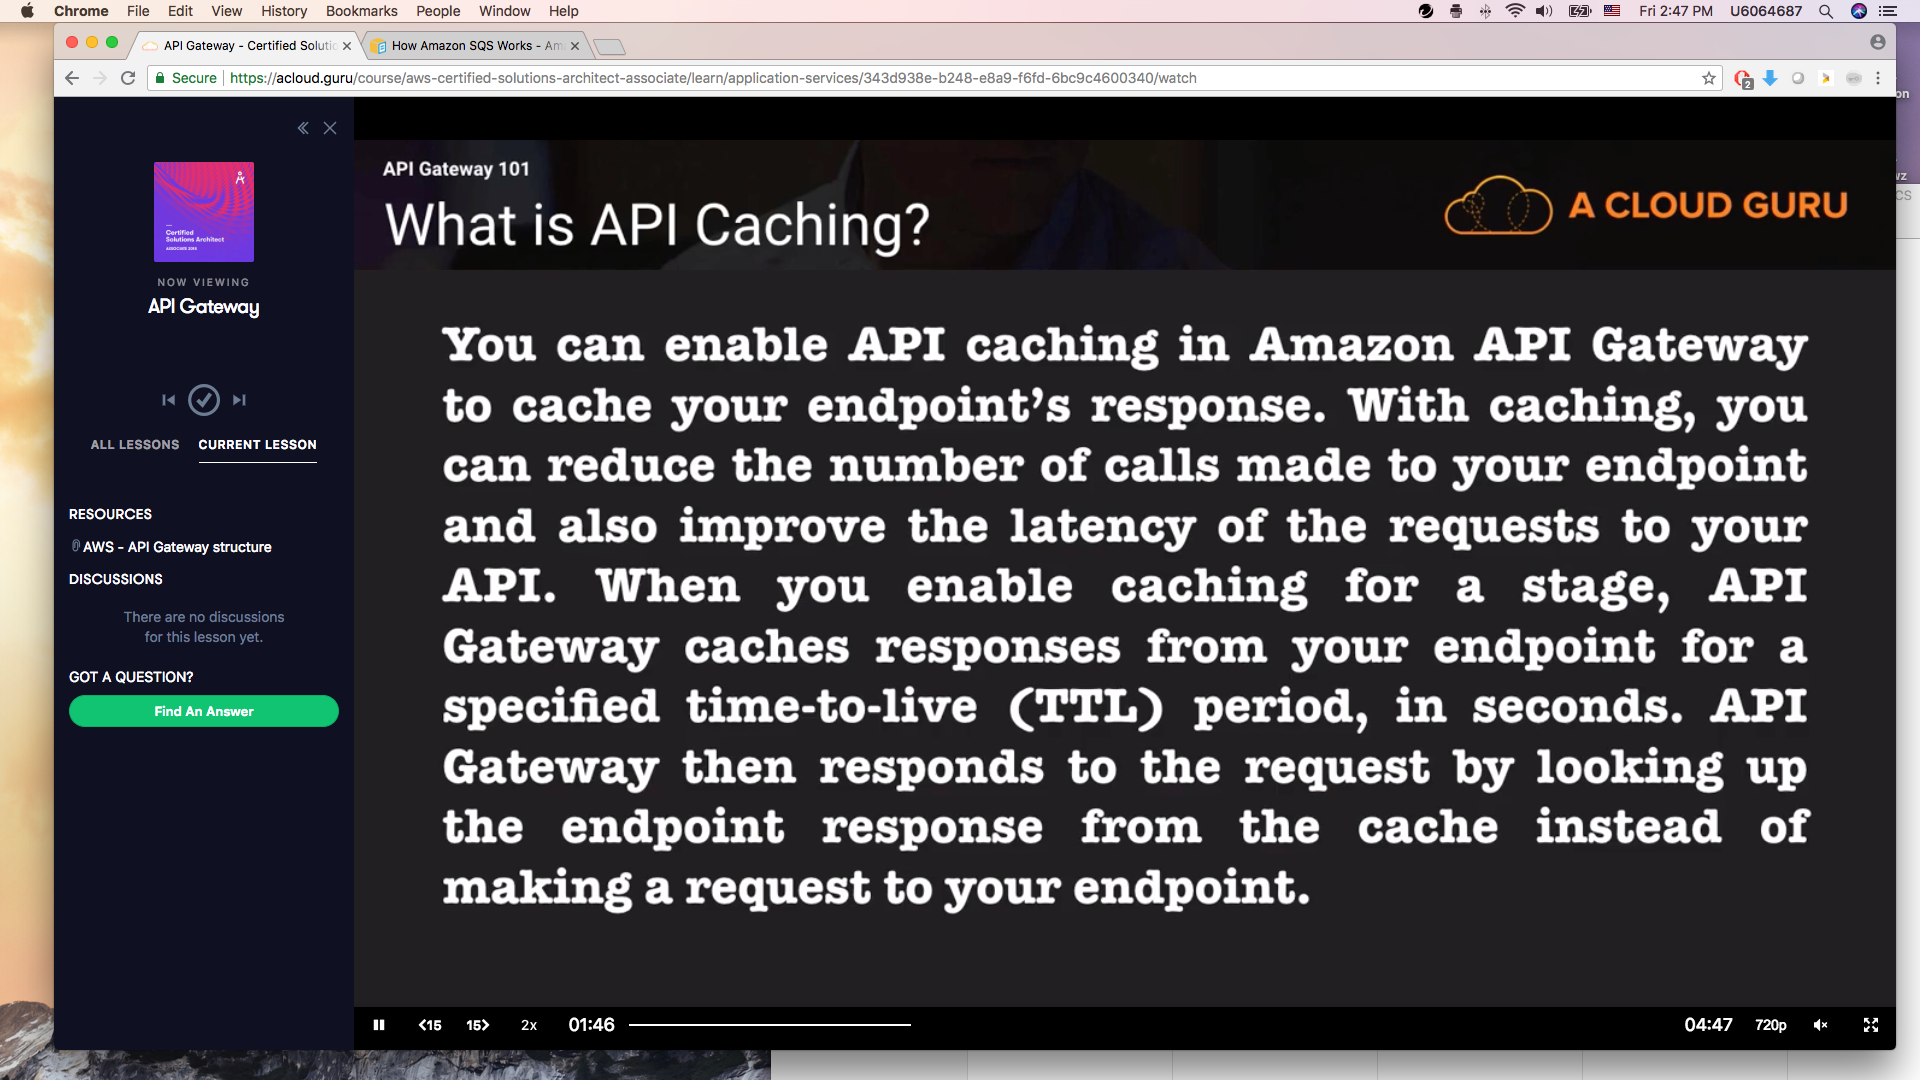 Chrome File Edit View History Bookmarks People Window Help Fri 2:47 PM U6064687
API Gateway - Certified Solutio How Amazon SQS Works - Am
Secure https://acloud.guru/course/aws-certified-solutions-architect-associate/learn/application-services/343d938e-b248-e8a9-f6fd-6bc9c4600340/watch
2
on
wz
CS
Certified
Solutions Architect
ASSOCIATE
NOW VIEWING
API Gateway
ALL LESSONS CURRENT LESSON
RESOURCES
AWS - API Gateway structure
DISCUSSIONS
There are no discussions
for this lesson yet.
GOT A QUESTION?
Find An Answer
API Gateway 101
What is API Caching?
A CLOUD GURU
You can enable API caching in Amazon API Gateway
to cache your endpoint’s response. With caching, you
can reduce the number of calls made to your endpoint
and also improve the latency of the requests to your
API. When you enable caching for a stage, API
Gateway caches responses from your endpoint for a
specified time-to-live (TTL) period, in seconds. API
Gateway then responds to the request by looking up
the endpoint response from the cache instead of
making a request to your endpoint.
<15 15> 2x 01:46 04:47 720p